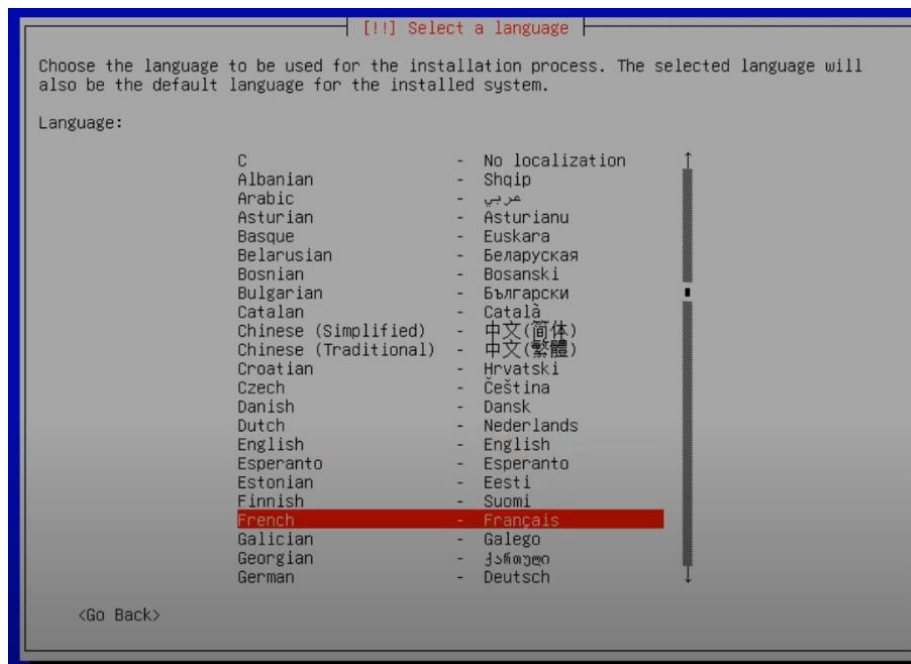 [!!] Select a language
Choose the language to be used for the installation process. The selected language will
also be the default language for the installed system.
Language:
C - No localization
Albanian - Shqip
Arabic - عربي
Asturian - Asturianu
Basque - Euskara
Belarusian - Беларуская
Bosnian - Bosanski
Bulgarian - Български
Catalan - Català
Chinese (Simplified) - 中文(简体)
Chinese (Traditional) - 中文(繁體)
Croatian - Hrvatski
Czech - Čeština
Danish - Dansk
Dutch - Nederlands
English - English
Esperanto - Esperanto
Estonian - Eesti
Finnish - Suomi
French - Français
Galician - Galego
Georgian - ქართული
German - Deutsch
<Go Back>